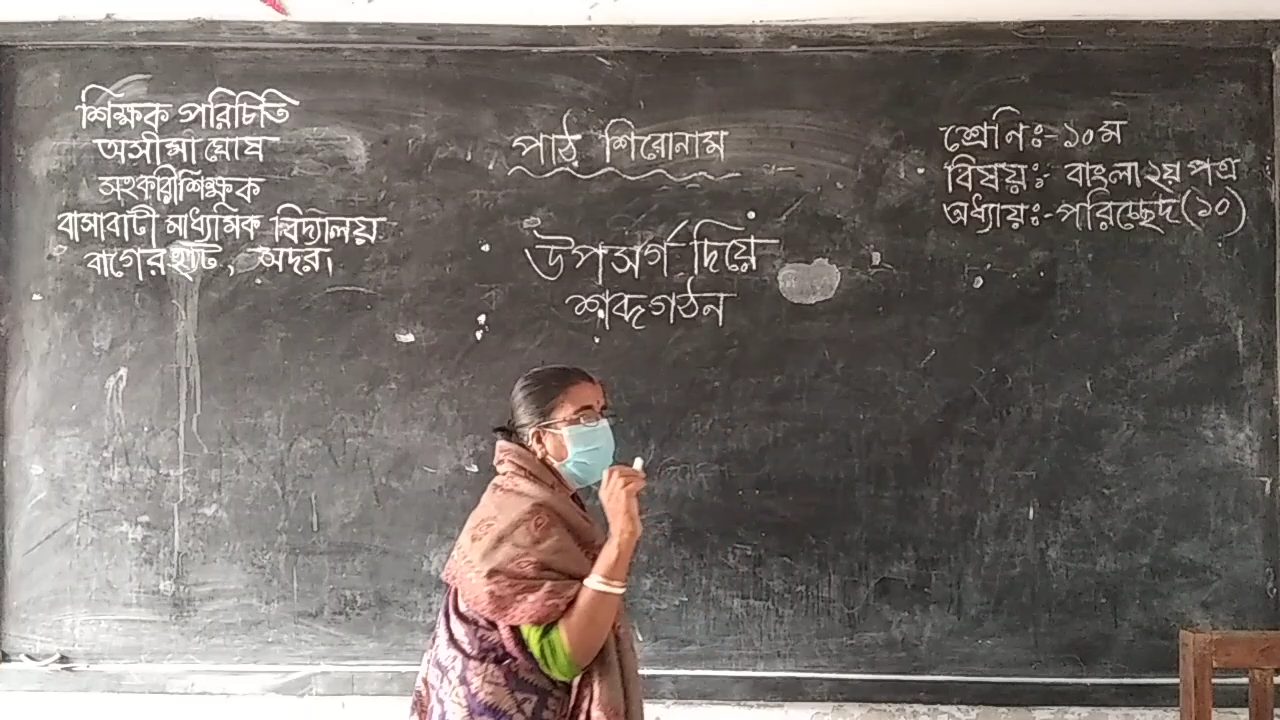 শিক্ষক পরিচিতি
অসীমা ঘোষ
সহকারী শিক্ষক
বাসাবাটী মাধ্যমিক বিদ্যালয়
বাগেরহাট, সদর।
পাঠ শিরোনাম
উপসর্গ দিয়ে
শব্দগঠন
শ্রেণিঃ- ১০ম
বিষয়ঃ- বাংলা ২য় পত্র
অধ্যায়ঃ- পরিচ্ছেদ (১০)